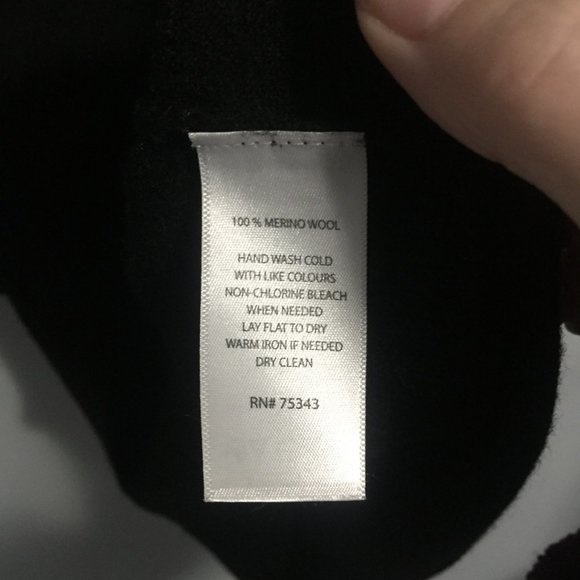 100 % MERINO WOOL
HAND WASH COLD
WITH LIKE COLOURS
NON-CHLORINE BLEACH
WHEN NEEDED
LAY FLAT TO DRY
WARM IRON IF NEEDED
DRY CLEAN
RN# 75343